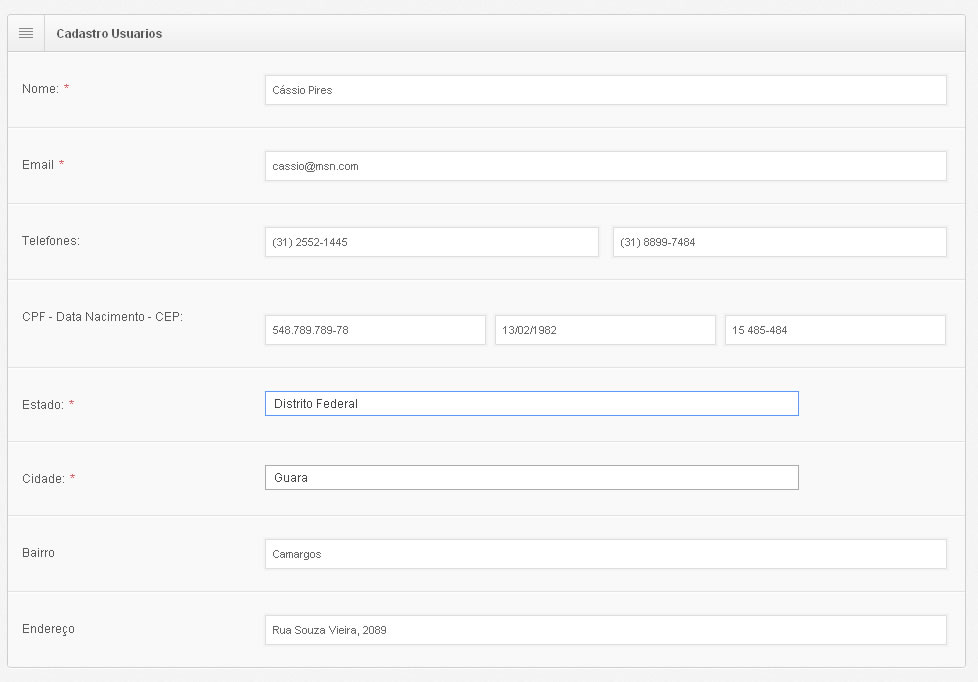 Cadastro Usuarios
Nome: * Cássio Pires
Email * cassio@msn.com
Telefones: (31) 2552-1445 (31) 8899-7484
CPF - Data Nacimento - CEP: 548.789.789-78 13/02/1982 15 485-484
Estado: * Distrito Federal
Cidade: * Guara
Bairro Camargos
Endereço Rua Souza Vieira, 2089